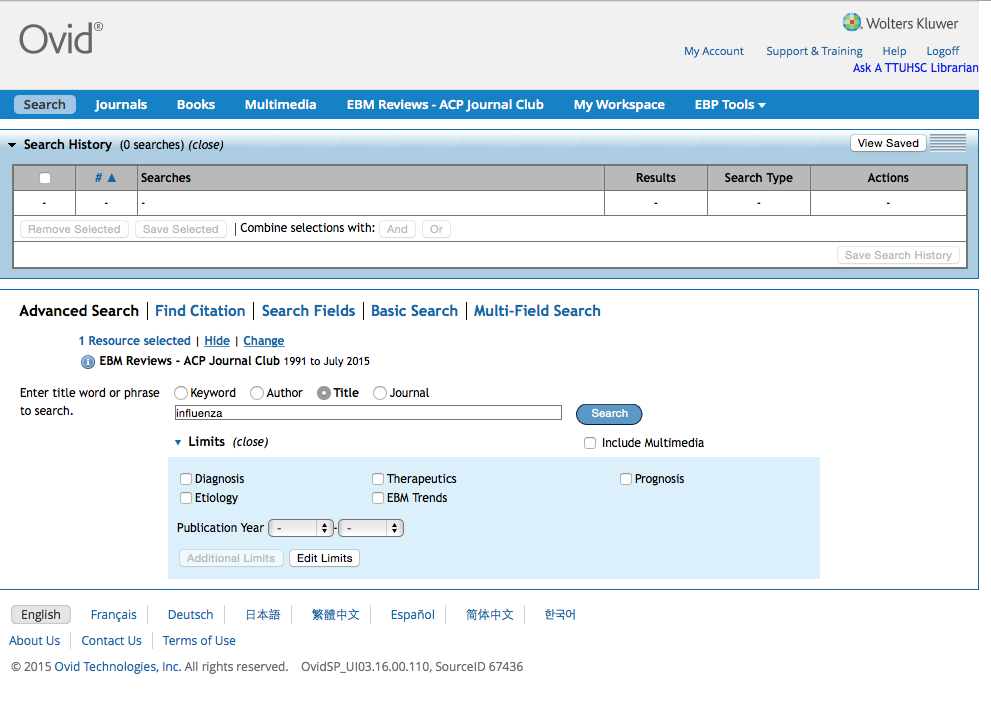 Ovid®
Wolters Kluwer
My Account Support & Training Help Logoff
Ask A TTUHSC Librarian
Search Journals Books Multimedia EBM Reviews - ACP Journal Club My Workspace EBP Tools
Search History (0 searches) (close) View Saved
# ▲ Searches Results Search Type Actions
- - - - - -
Remove Selected Save Selected | Combine selections with: And Or
Save Search History
Advanced Search | Find Citation | Search Fields | Basic Search | Multi-Field Search
1 Resource selected | Hide | Change
EBM Reviews - ACP Journal Club 1991 to July 2015
Enter title word or phrase to search.
Keyword Author Title Journal
influenza Search
Limits (close) Include Multimedia
Diagnosis Therapeutics Prognosis
Etiology EBM Trends
Publication Year - - -
Additional Limits Edit Limits
English Français Deutsch 日本語 繁體中文 Español 简体中文 한국어
About Us Contact Us Terms of Use
© 2015 Ovid Technologies, Inc. All rights reserved. OvidSP_UI03.16.00.110, SourceID 67436